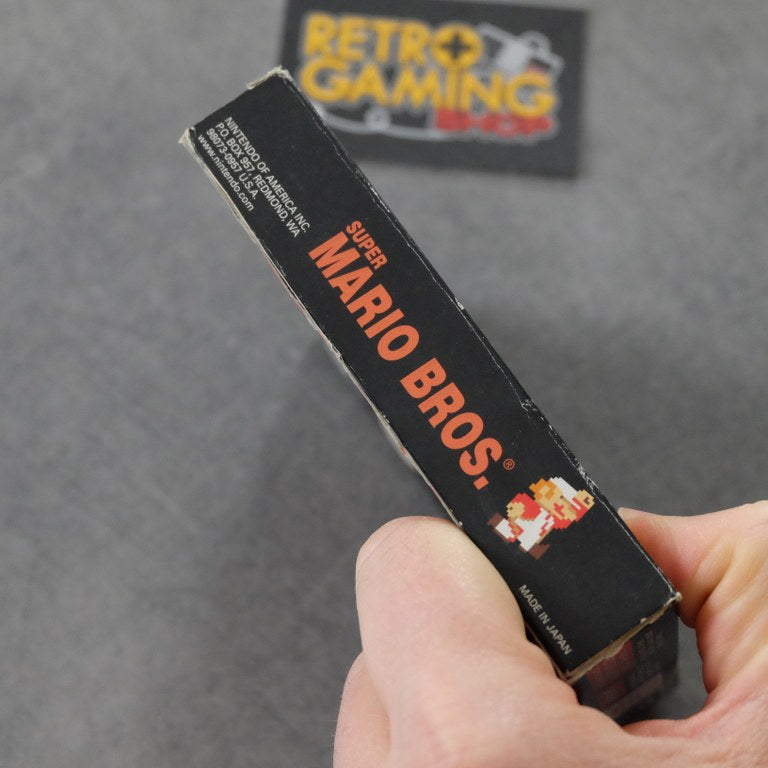 RETRO
GAMING
SHOP
NINTENDO OF AMERICA INC.
P.O. BOX 957, REDMOND, WA
98073-0957 U.S.A.
www.nintendo.com
SUPER
MARIO BROS.®
MADE IN JAPAN